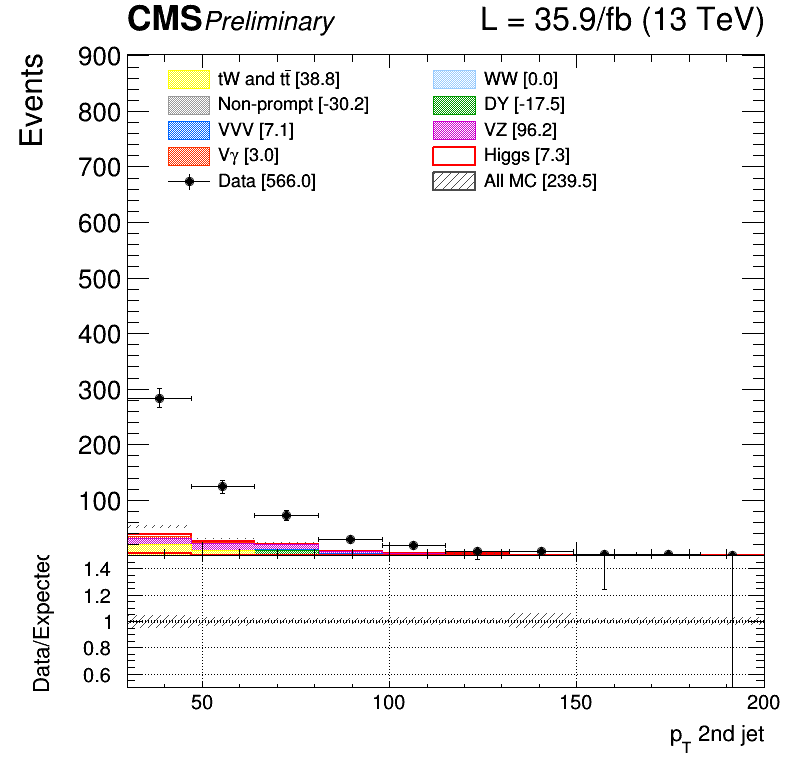 CMS Preliminary L = 35.9/fb (13 TeV)
Events
900
800
700
600
500
400
300
200
100
tW and tt̄ [38.8] WW [0.0]
Non-prompt [-30.2] DY [-17.5]
VVV [7.1] VZ [96.2]
Vγ [3.0] Higgs [7.3]
Data [566.0] All MC [239.5]
Data/Expected
1.4
1.2
1
0.8
0.6
50 100 150 200
p_T 2nd jet